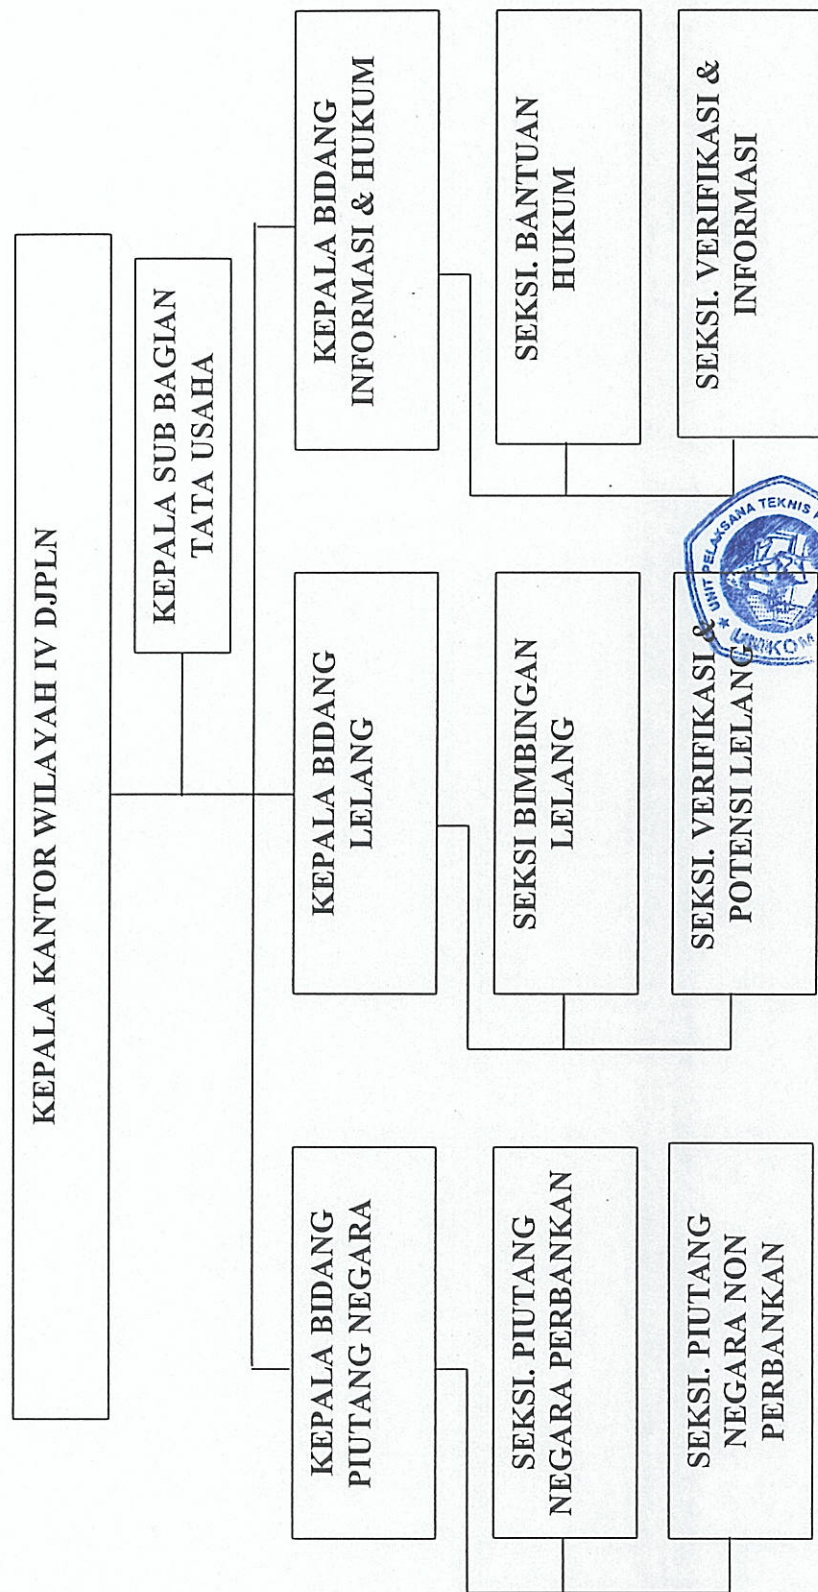 KEPALA KANTOR WILAYAH IV DJPLN
KEPALA SUB BAGIAN
TATA USAHA
KEPALA BIDANG
PIUTANG NEGARA
KEPALA BIDANG
LELANG
KEPALA BIDANG
INFORMASI & HUKUM
SEKSI. PIUTANG
NEGARA PERBANKAN
SEKSI BIMBINGAN
LELANG
SEKSI. BANTUAN
HUKUM
SEKSI. PIUTANG
NEGARA NON
PERBANKAN
SEKSI. VERIFIKASI &
POTENSI LELANG
SEKSI. VERIFIKASI &
INFORMASI
UNIT PELAKSANA TEKNIS
UNIKOM